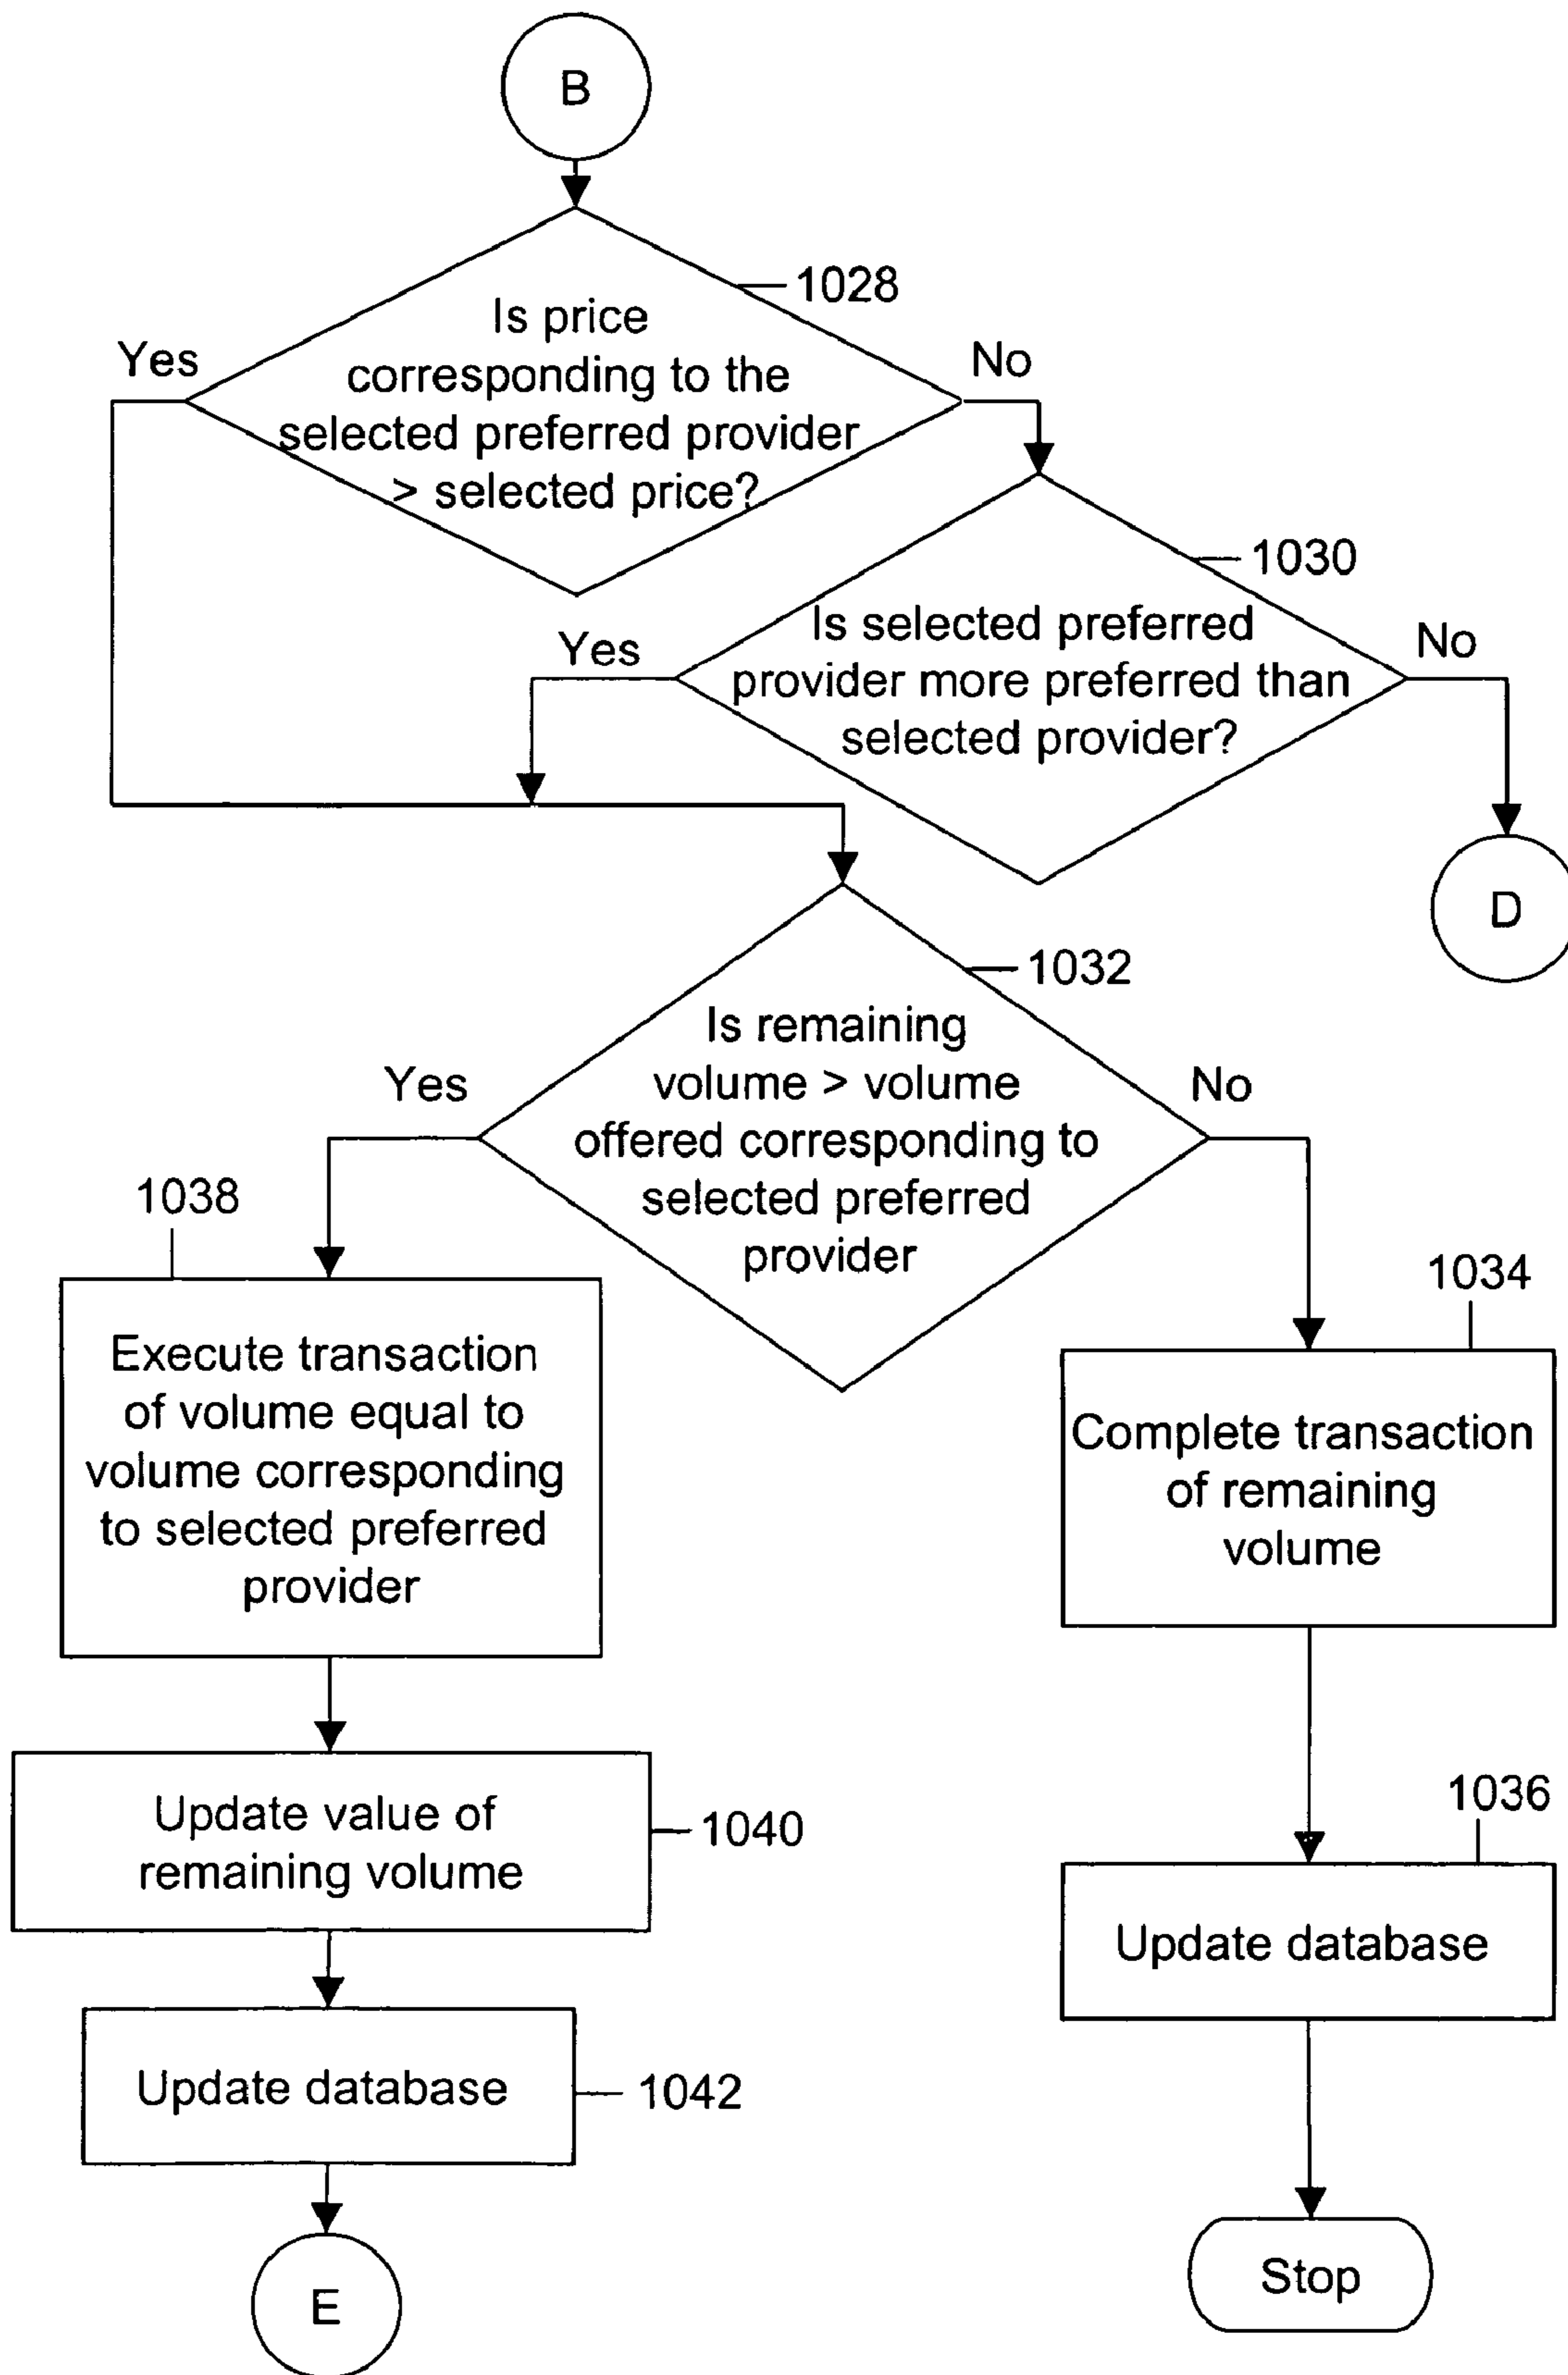 B
1028
Is price
corresponding to the
selected preferred provider
> selected price?
Yes
No
1030
Is selected preferred
provider more preferred than
selected provider?
Yes
No
D
1032
Is remaining
volume > volume
offered corresponding to
selected preferred
provider
Yes
No
1038
Execute transaction
of volume equal to
volume corresponding
to selected preferred
provider
1034
Complete transaction
of remaining
volume
Update value of
remaining volume
1040
1036
Update database
Update database
1042
E
Stop